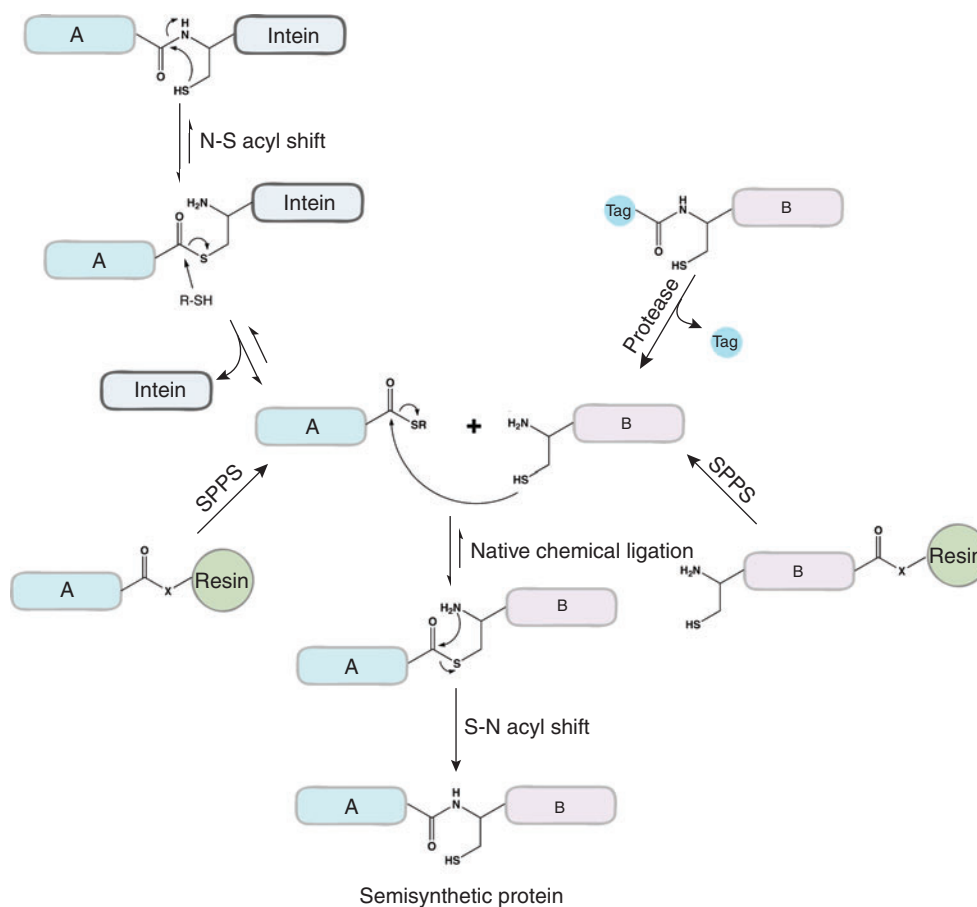 A
H
N
Intein
O
HS
N-S acyl shift
O
H₂N
Intein
A
S
R-SH
Tag
H
N
B
O
HS
Protease
Tag
Intein
O
A
SR
+
H₂N
B
HS
SPPS
SPPS
Native chemical ligation
A
O
X
Resin
H₂N
B
O
X
Resin
HS
H₂N
B
O
A
S
S-N acyl shift
A
H
N
B
O
HS
Semisynthetic protein